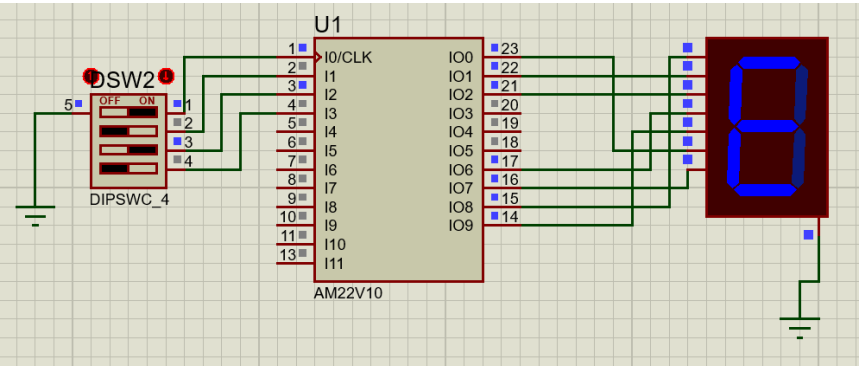 U1
DSW2
OFF ON
5
1
2
3
4
DIPSWC_4
1 I0/CLK IO0 23
2 I1 IO1 22
3 I2 IO2 21
4 I3 IO3 20
5 I4 IO4 19
6 I5 IO5 18
7 I6 IO6 17
8 I7 IO7 16
9 I8 IO8 15
10 I9 IO9 14
11 I10
13 I11
AM22V10